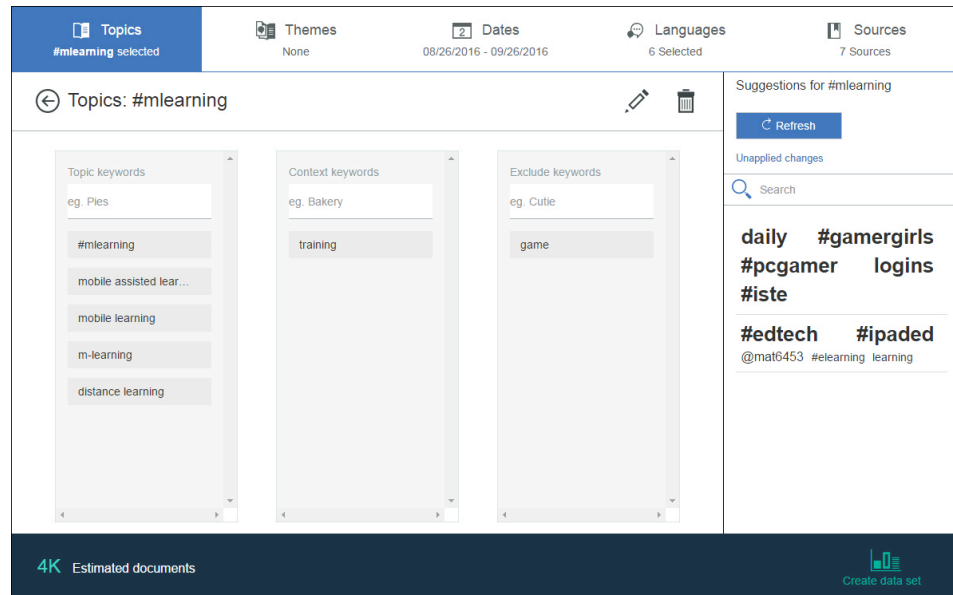 Topics
#mlearning selected
Themes
None
2 Dates
08/26/2016 - 09/26/2016
Languages
6 Selected
Sources
7 Sources
Topics: #mlearning
Topic keywords
eg. Pies
#mlearning
mobile assisted lear...
mobile learning
m-learning
distance learning
Context keywords
eg. Bakery
training
Exclude keywords
eg. Cutie
game
Suggestions for #mlearning
Refresh
Unapplied changes
Search
daily #gamergirls
#pcgamer logins
#iste
#edtech #ipaded
@mat6453 #elearning learning
4K Estimated documents
Create data set